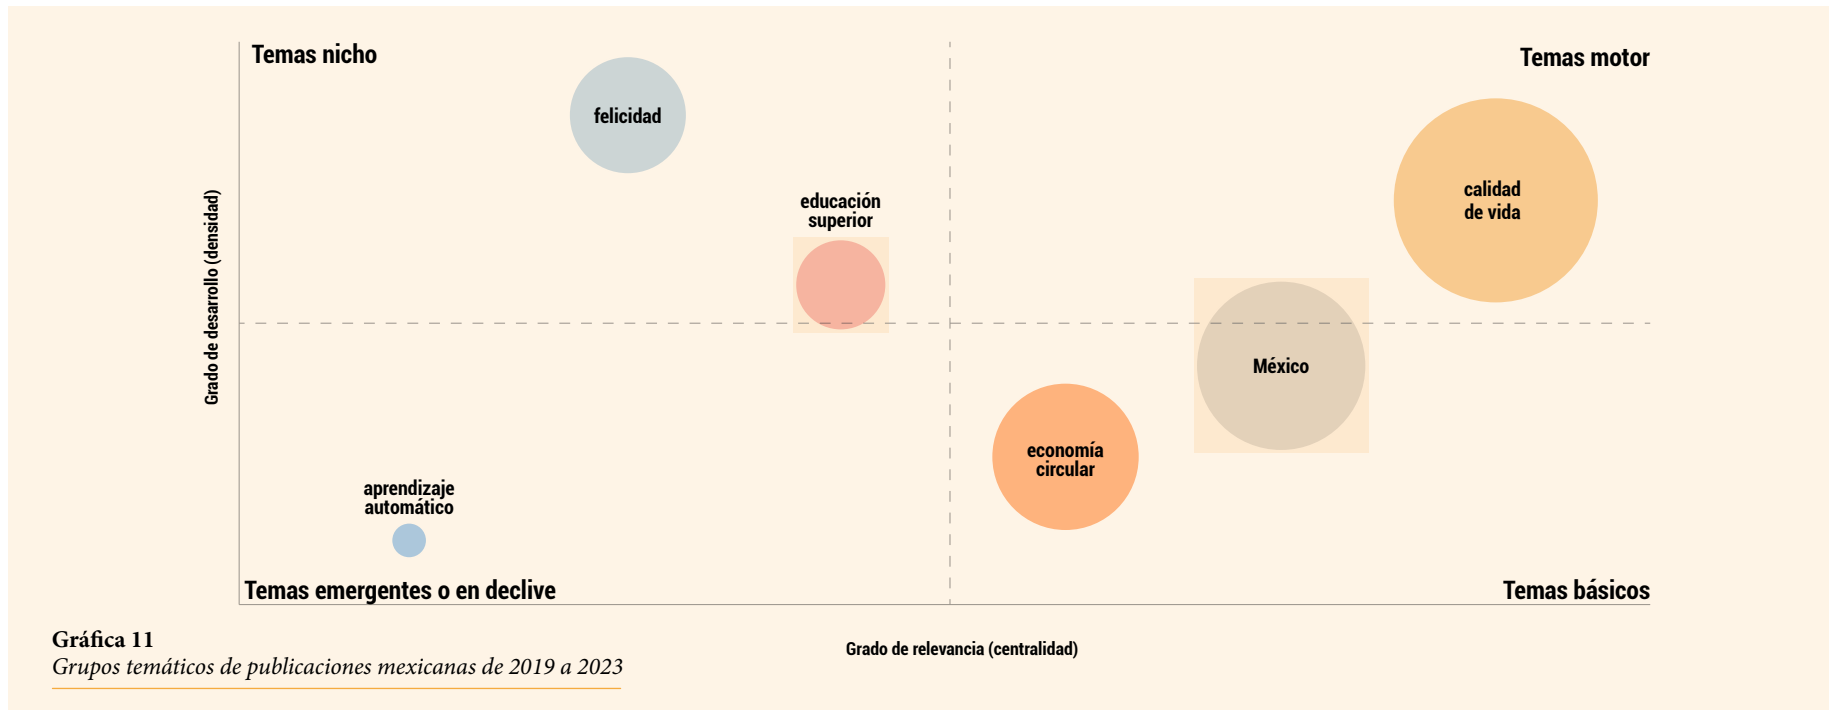 Temas nicho
Temas motor
felicidad
calidad
de vida
educación
superior
Grado de desarrollo (densidad)
México
economía
circular
aprendizaje
automático
Temas emergentes o en declive
Temas básicos
Grado de relevancia (centralidad)
Gráfica 11
Grupos temáticos de publicaciones mexicanas de 2019 a 2023